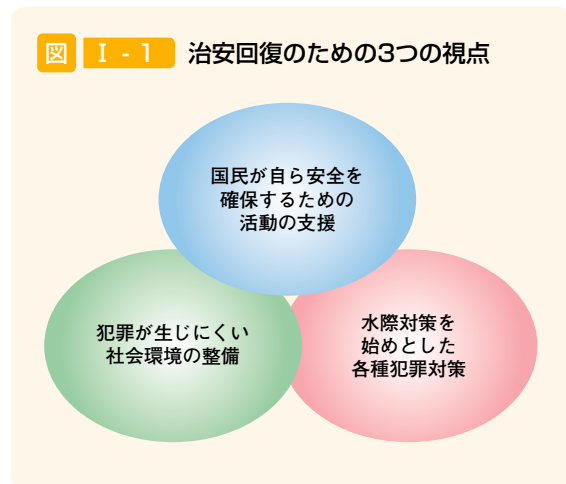 図 Ⅰ-1 治安回復のための3つの視点
国民が自ら安全を
確保するための
活動の支援
犯罪が生じにくい
社会環境の整備
水際対策を
始めとした
各種犯罪対策